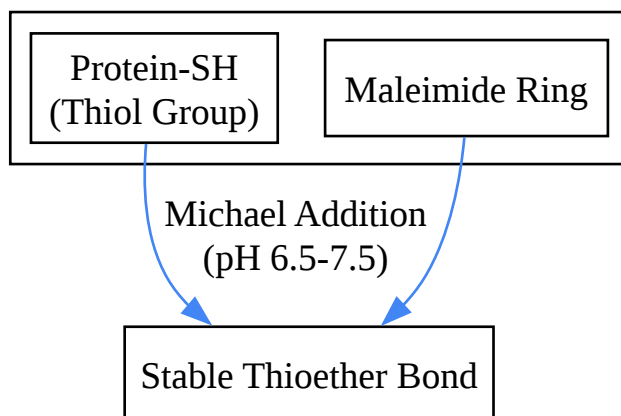 Protein-SH
(Thiol Group)
Maleimide Ring
Michael Addition
(pH 6.5-7.5)
Stable Thioether Bond